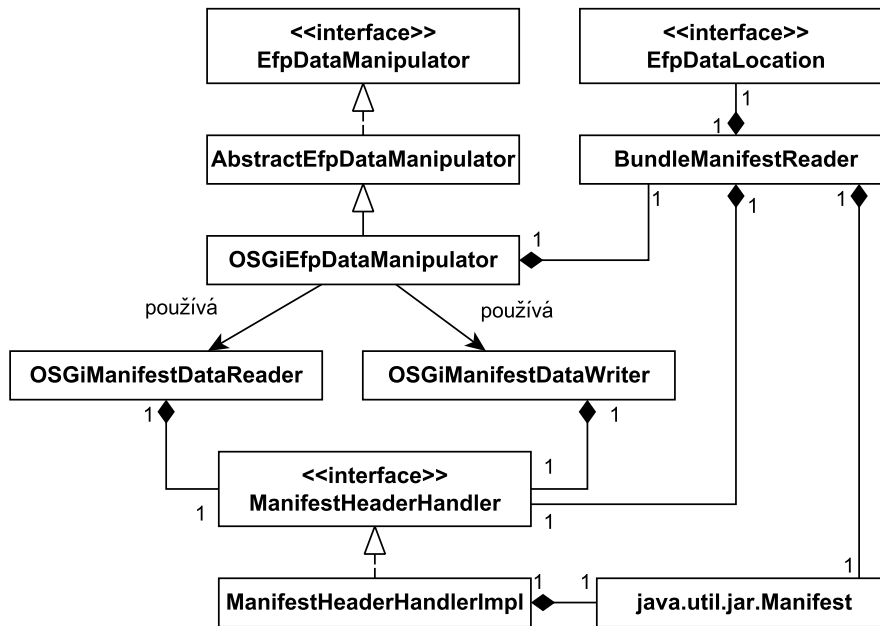 <<interface>>
EfpDataManipulator
<<interface>>
EfpDataLocation
1
1
AbstractEfpDataManipulator
BundleManifestReader
1
1
1
OSGiEfpDataManipulator
1
používá
používá
OSGiManifestDataReader
OSGiManifestDataWriter
1
1
<<interface>>
ManifestHeaderHandler
1
1
1
ManifestHeaderHandlerImpl
1
1
1
java.util.jar.Manifest